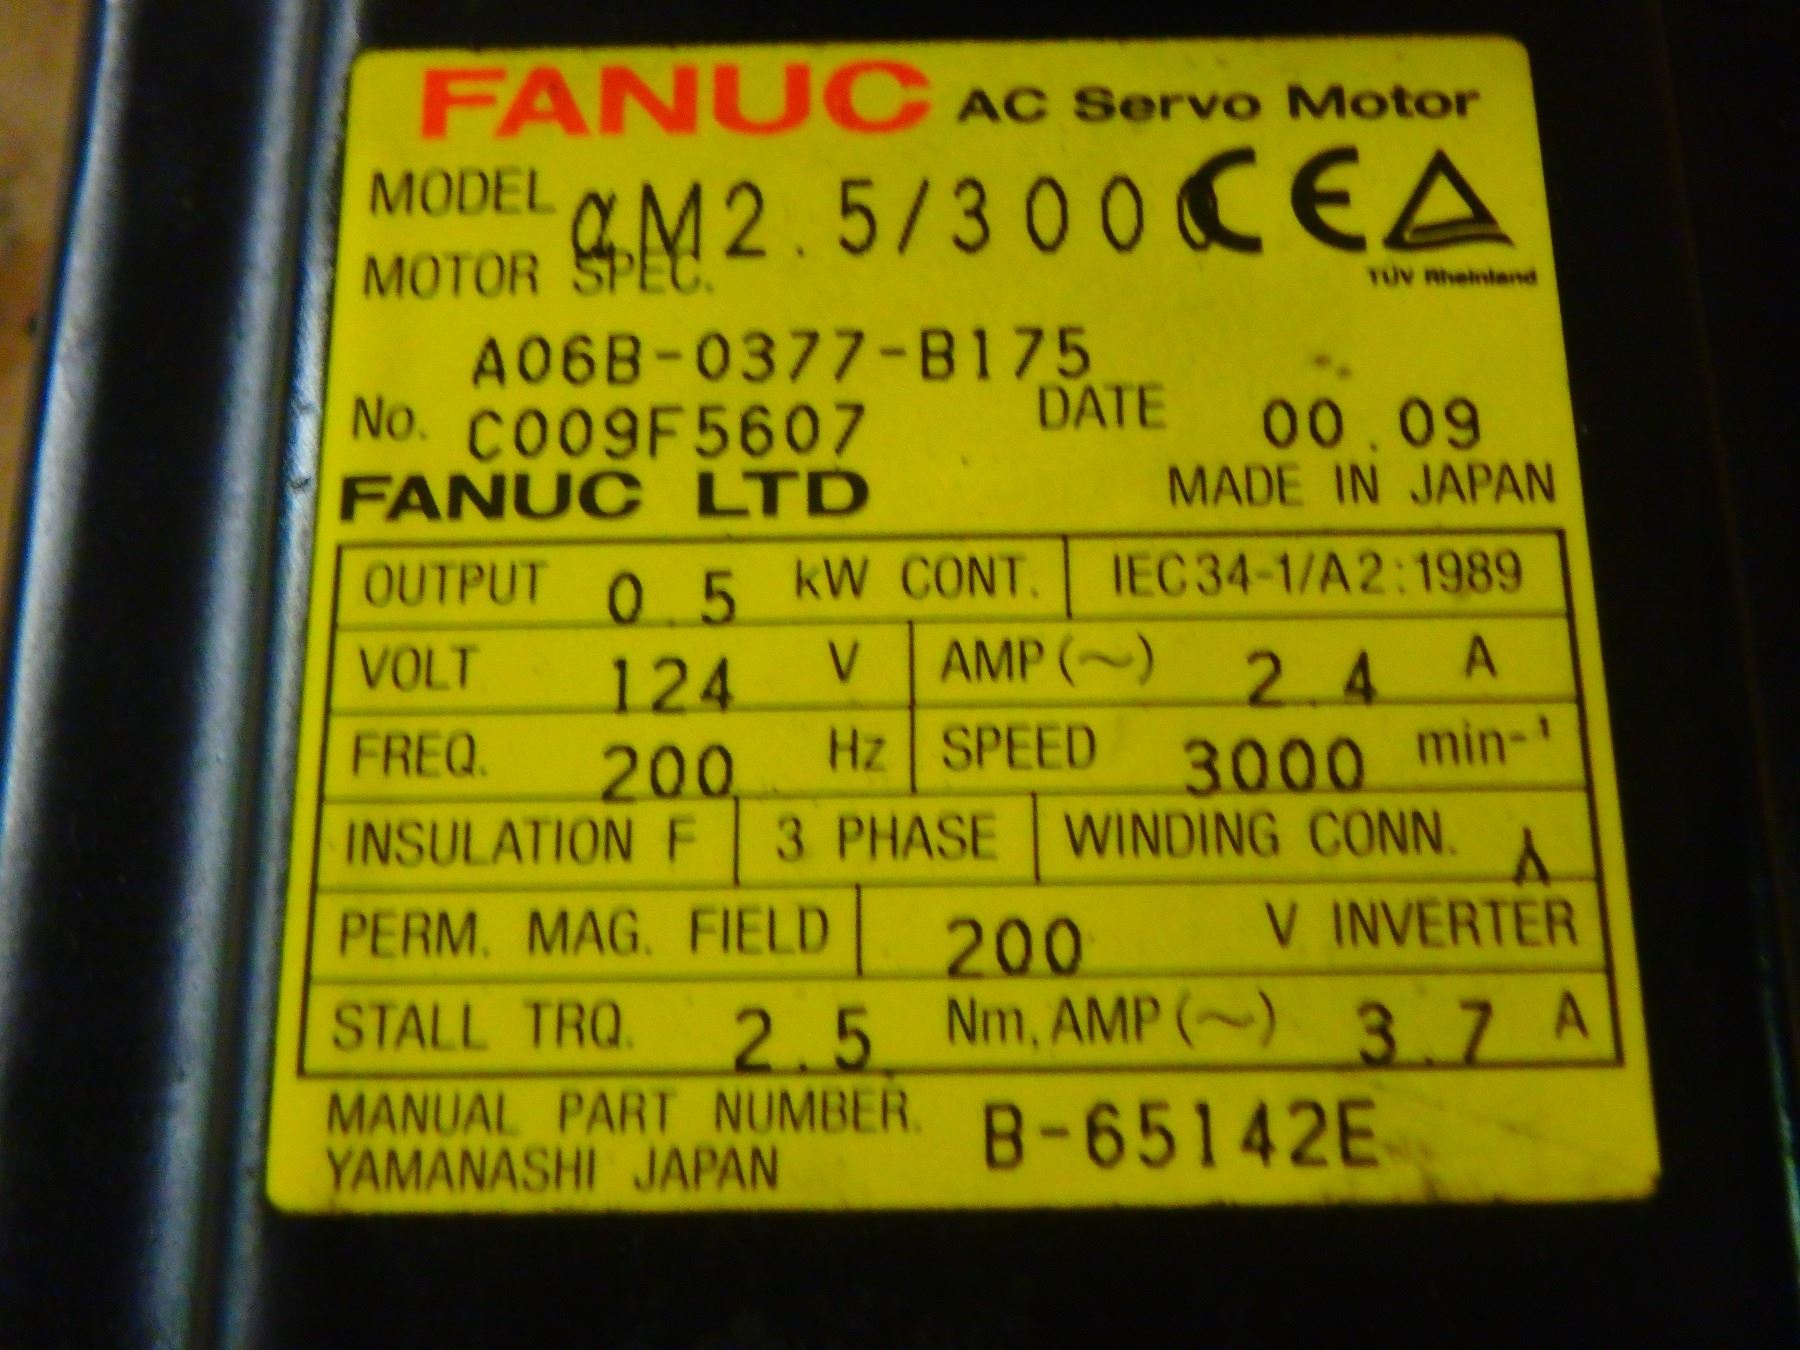 FANUC AC Servo Motor
MODEL αM2.5/3000 CE
MOTOR SPEC.
TÜV Rheinland
A06B-0377-B175
No. C009F5607 DATE 00.09
FANUC LTD MADE IN JAPAN
OUTPUT 0.5 kW CONT. IEC34-1/A2:1989
VOLT 124 V AMP(~) 2.4 A
FREQ. 200 Hz SPEED 3000 min-¹
INSULATION F 3 PHASE WINDING CONN. 人
PERM. MAG. FIELD 200 V INVERTER
STALL TRQ. 2.5 Nm, AMP(~) 3.7 A
MANUAL PART NUMBER. B-65142E
YAMANASHI JAPAN